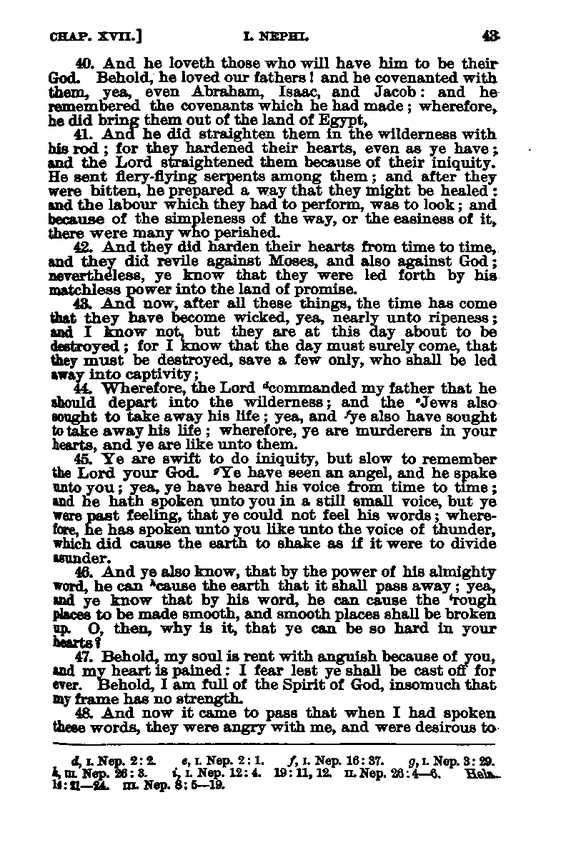 CHAP. XVII.] I. NEPHI. 43
40. And he loveth those who will have him to be their
God. Behold, he loved our fathers! and he covenanted with
them, yea, even Abraham, Isaac, and Jacob: and he
remembered the covenants which he had made; wherefore,
he did bring them out of the land of Egypt,
41. And he did straighten them in the wilderness with
his rod; for they hardened their hearts, even as ye have;
and the Lord straightened them because of their iniquity.
He sent fiery-flying serpents among them; and after they
were bitten, he prepared a way that they might be healed:
and the labour which they had to perform, was to look; and
because of the simpleness of the way, or the easiness of it,
there were many who perished.
42. And they did harden their hearts from time to time,
and they did revile against Moses, and also against God;
nevertheless, ye know that they were led forth by his
matchless power into the land of promise.
43. And now, after all these things, the time has come
that they have become wicked, yea, nearly unto ripeness;
and I know not, but they are at this day about to be
destroyed; for I know that the day must surely come, that
they must be destroyed, save a few only, who shall be led
away into captivity;
44. Wherefore, the Lord ᵈcommanded my father that he
should depart into the wilderness; and the ᵉJews also
sought to take away his life; yea, and ᶠye also have sought
to take away his life; wherefore, ye are murderers in your
hearts, and ye are like unto them.
45. Ye are swift to do iniquity, but slow to remember
the Lord your God. ᵍYe have seen an angel, and he spake
unto you; yea, ye have heard his voice from time to time;
and he hath spoken unto you in a still small voice, but ye
were past feeling, that ye could not feel his words; where-
fore, he has spoken unto you like unto the voice of thunder,
which did cause the earth to shake as if it were to divide
asunder.
46. And ye also know, that by the power of his almighty
word, he can ʰcause the earth that it shall pass away; yea,
and ye know that by his word, he can cause the ⁱrough
places to be made smooth, and smooth places shall be broken
up. O, then, why is it, that ye can be so hard in your
hearts?
47. Behold, my soul is rent with anguish because of you,
and my heart is pained: I fear lest ye shall be cast off for
ever. Behold, I am full of the Spirit of God, insomuch that
my frame has no strength.
48. And now it came to pass that when I had spoken
these words, they were angry with me, and were desirous to
d, I. Nep. 2: 2. e, I. Nep. 2: 1. f, I. Nep. 16: 37. g, I. Nep. 3: 29.
h, III. Nep. 26: 3. i, I. Nep. 12: 4. 19: 11, 12. II. Nep. 26: 4—6. Hela.
14: 21—24. III. Nep. 8: 5—19.